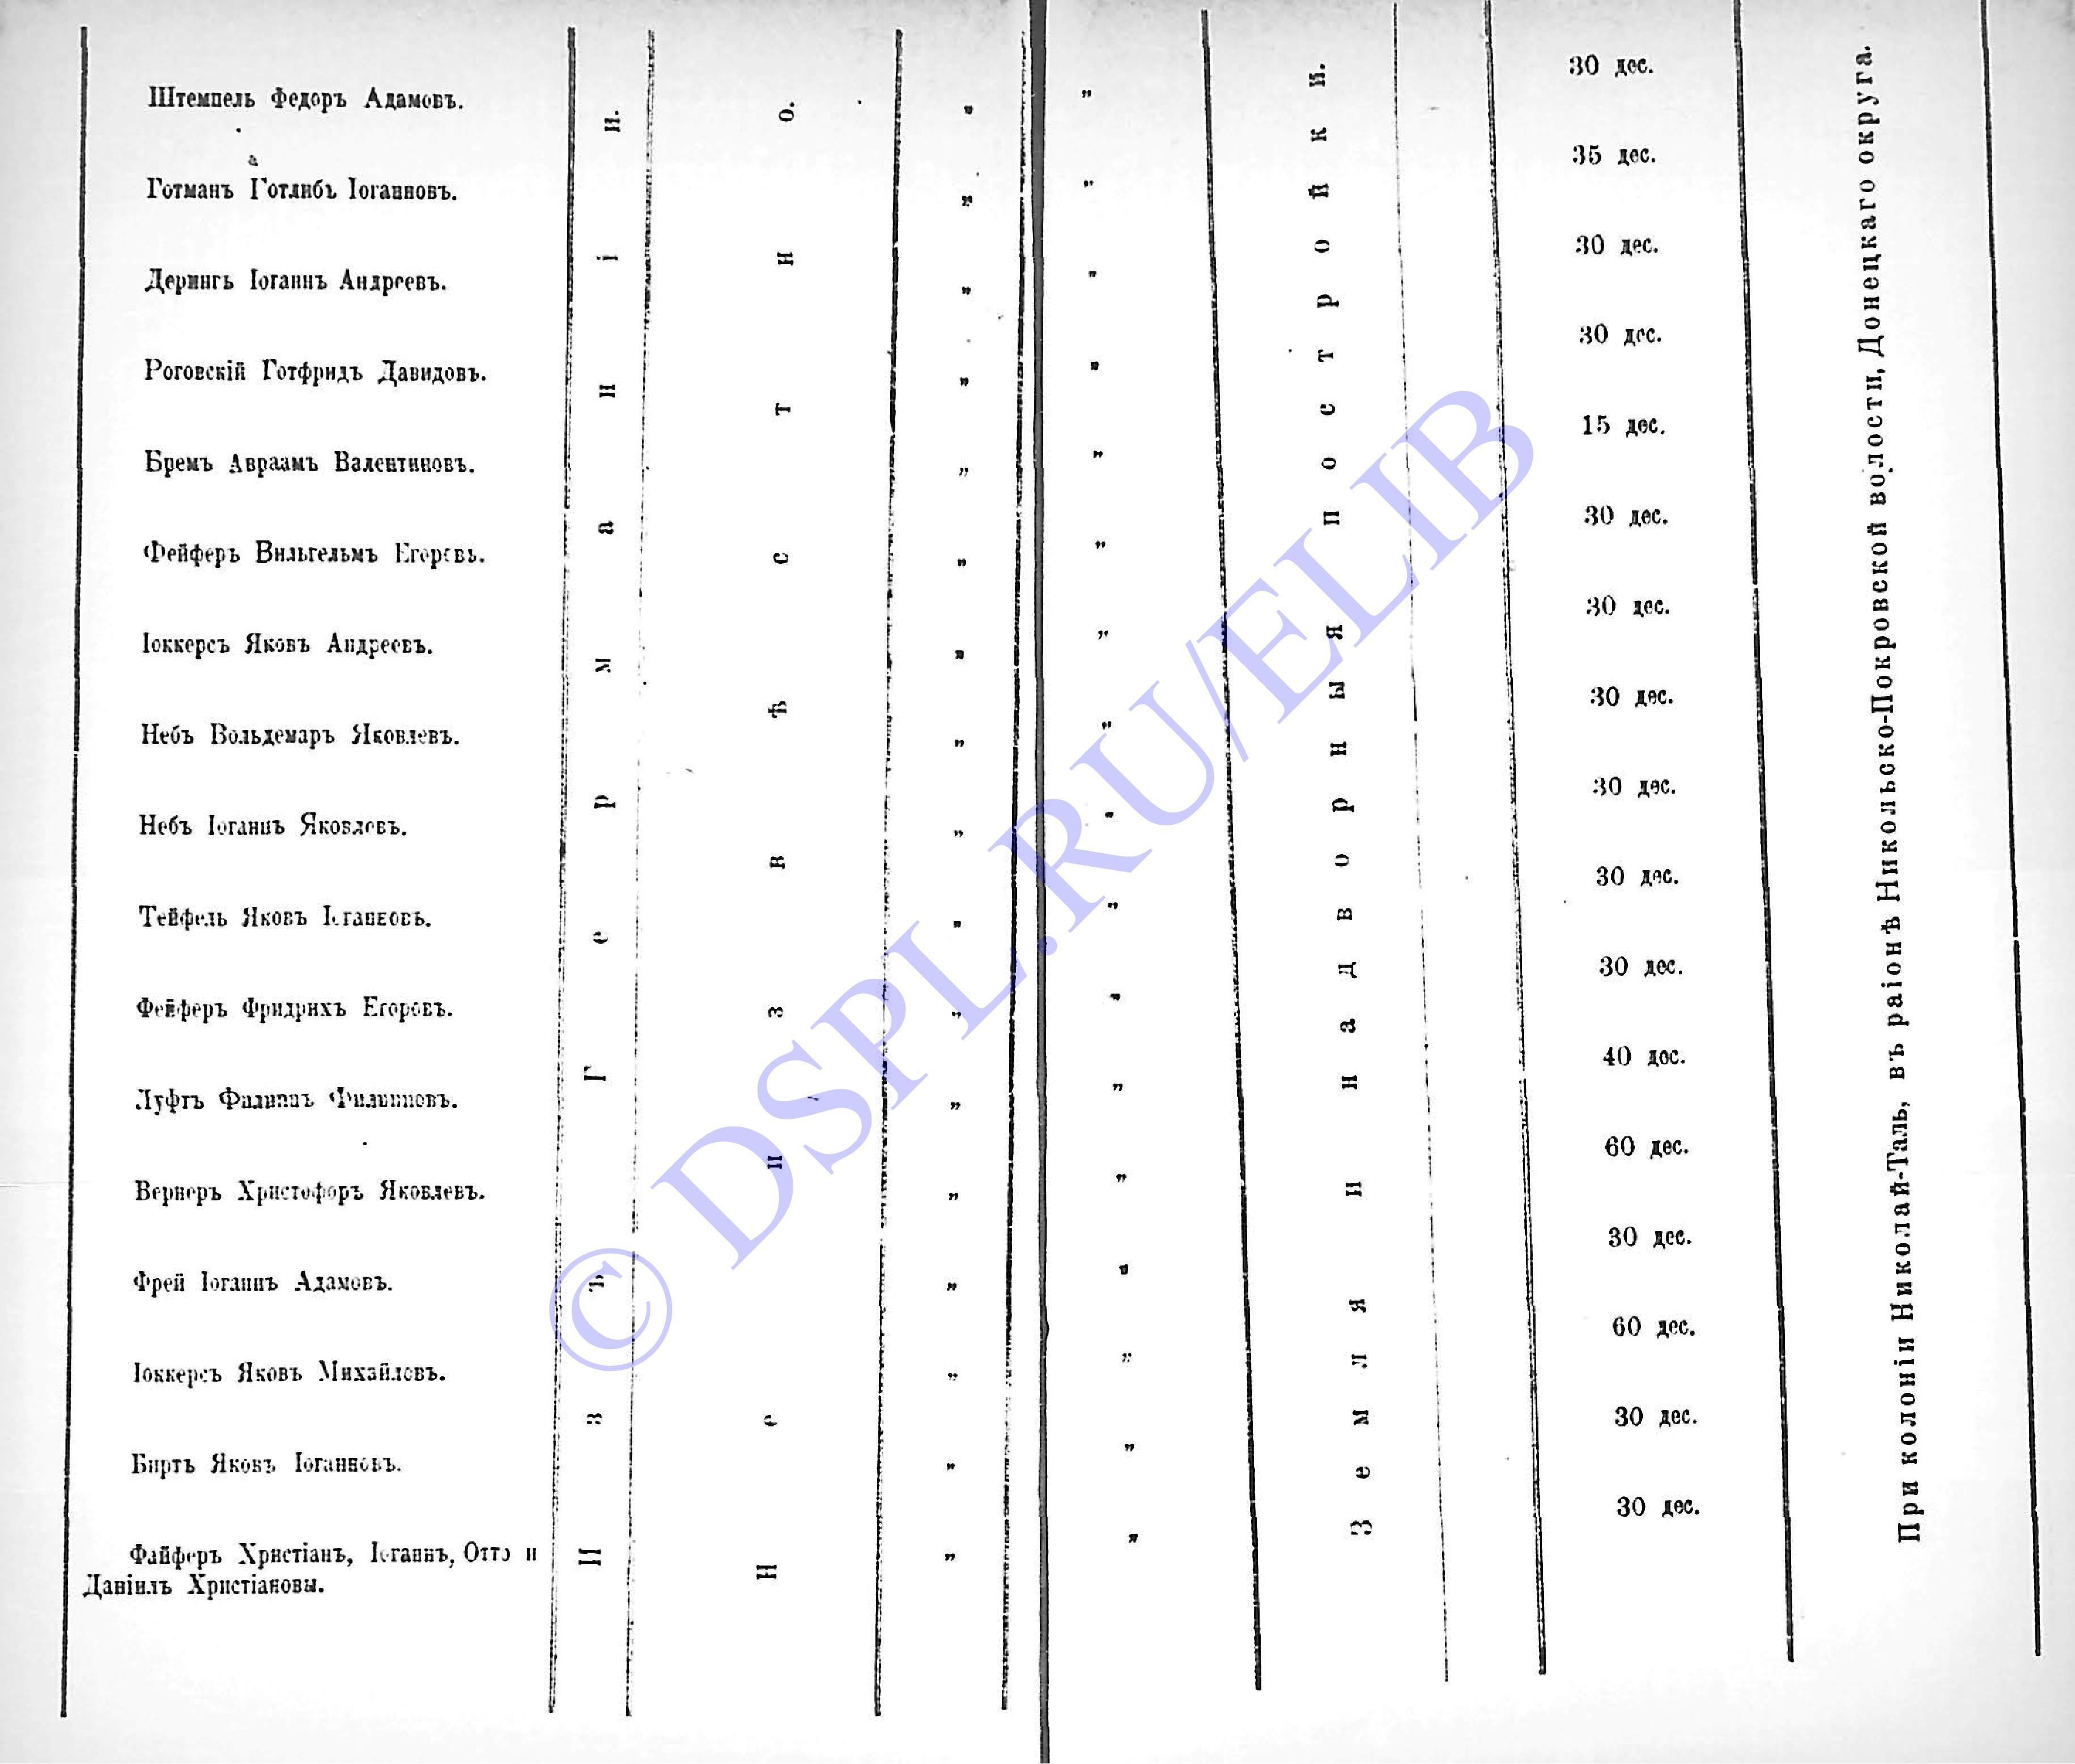 Штемпель Федоръ Адамовъ. „ „ 30 дес.
Готманъ Готлибъ Іоганновъ. „ „ 35 дес.
Дерингъ Іоганнъ Андреевъ. „ „ 30 дес.
Роговскій Готфридъ Давидовъ. „ „ 30 дес.
Бремъ Авраамъ Валентиновъ. „ „ 15 дес.
Фейферъ Вильгельмъ Егоровъ. „ „ 30 дес.
Іоккерсъ Яковъ Андреевъ. „ „ 30 дес.
Небъ Вольдемаръ Яковлевъ. „ „ 30 дес.
Небъ Іоганнъ Яковлевъ. „ „ 30 дес.
Тейфель Яковъ Іоганновъ. „ „ 30 дес.
Фейферъ Фридрихъ Егоровъ. „ „ 30 дес.
Луфтъ Филиппъ Филипповъ. „ „ 40 дес.
Вернеръ Христофоръ Яковлевъ. „ „ 60 дес.
Фрей Іоганнъ Адамовъ. „ „ 30 дес.
Іоккерсъ Яковъ Михайловъ. „ „ 60 дес.
Биртъ Яковъ Іоганновъ. „ „ 30 дес.
Файферъ Христіанъ, Іоганнъ, Отто и „ „ 30 дес.
Даніилъ Христіановы.
Изъ Германіи.
Неизвѣстно.
Земля и надворныя постройки.
При колоніи Николай-Таль, въ раіонѣ Никольско-Покровской волости, Донецкаго округа.
© DSPL.RU/ELIB